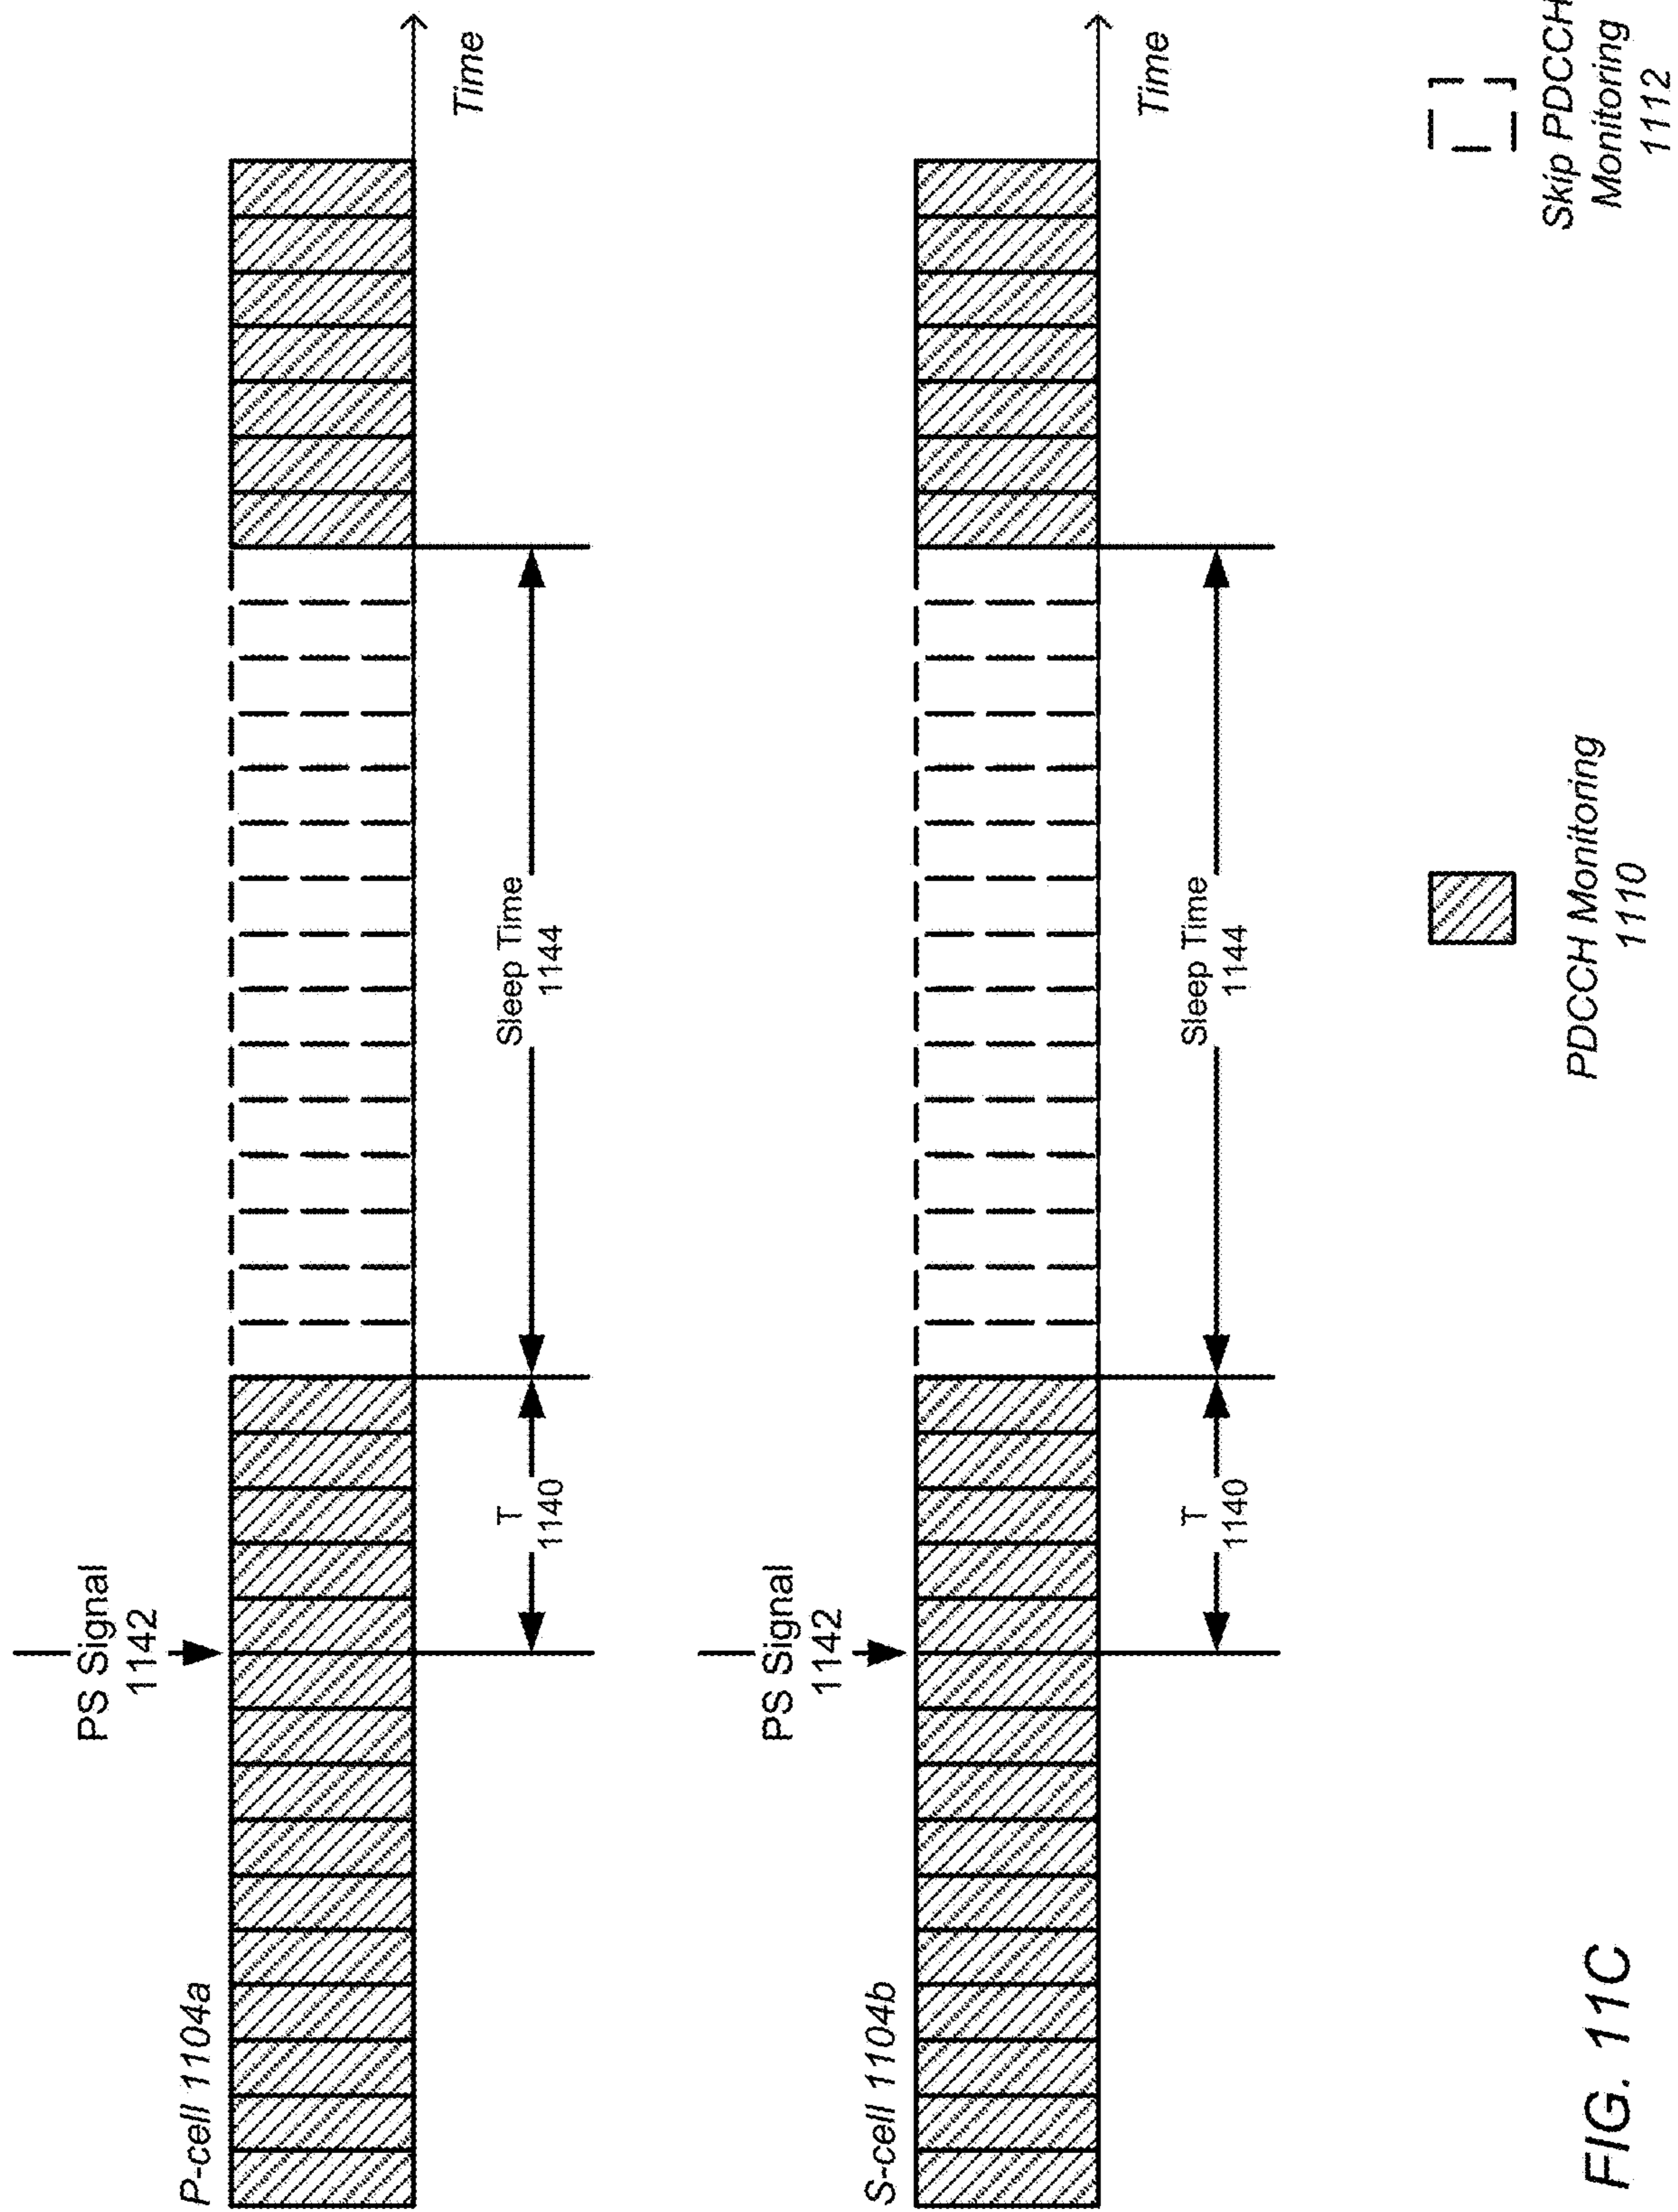 PS Signal
1142
P-cell 1104a
T
1140
Sleep Time
1144
Time
PS Signal
1142
S-cell 1104b
T
1140
Sleep Time
1144
Time
PDCCH Monitoring
1110
Skip PDCCH
Monitoring
1112
FIG. 11C